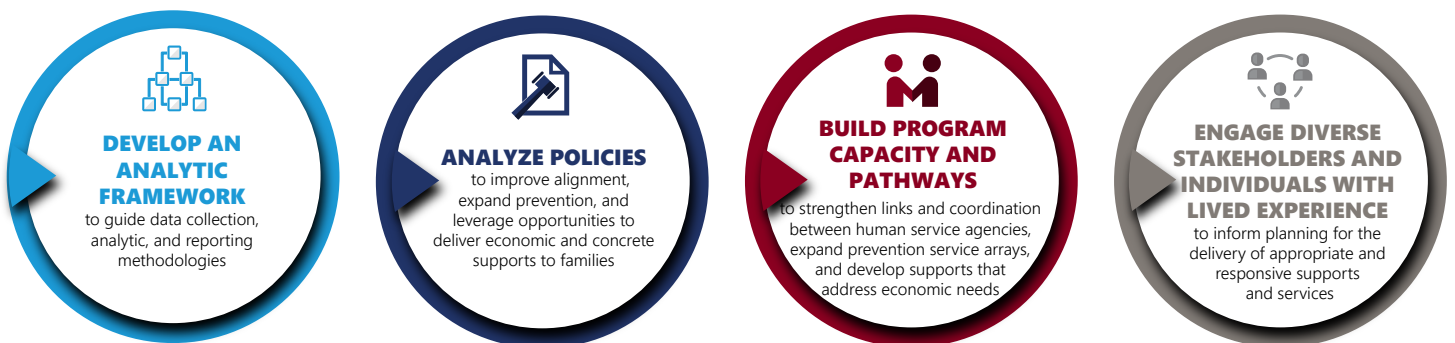 DEVELOP AN
ANALYTIC
FRAMEWORK
to guide data collection,
analytic, and reporting
methodologies
ANALYZE POLICIES
to improve alignment,
expand prevention, and
leverage opportunities to
deliver economic and concrete
supports to families
BUILD PROGRAM
CAPACITY AND
PATHWAYS
to strengthen links and coordination
between human service agencies,
expand prevention service arrays,
and develop supports that
address economic needs
ENGAGE DIVERSE
STAKEHOLDERS AND
INDIVIDUALS WITH
LIVED EXPERIENCE
to inform planning for the
delivery of appropriate and
responsive supports
and services